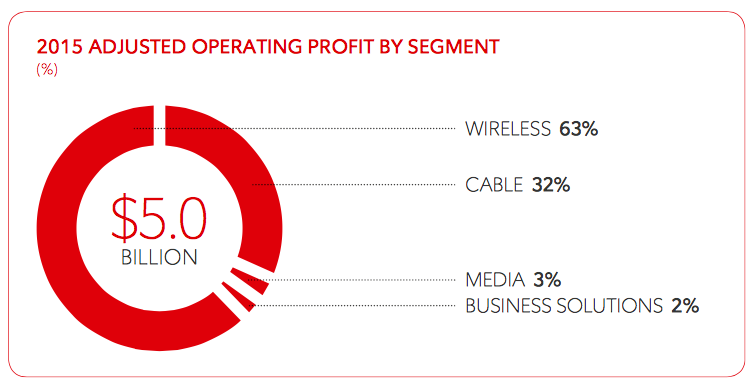 2015 ADJUSTED OPERATING PROFIT BY SEGMENT
(%)
WIRELESS 63%
CABLE 32%
$5.0
BILLION
MEDIA 3%
BUSINESS SOLUTIONS 2%